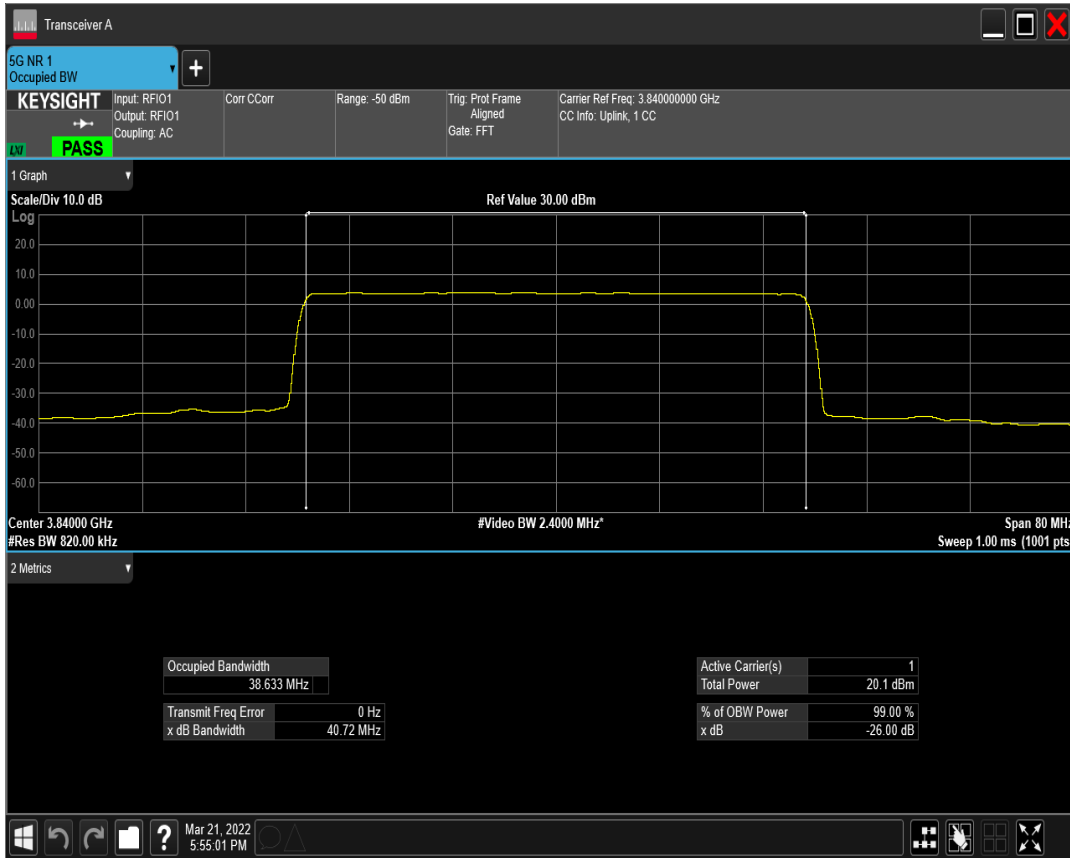 Transceiver A
5G NR 1
Occupied BW
+
KEYSIGHT
LXI
PASS
Input: RFIO1
Output: RFIO1
Coupling: AC
Corr CCorr
Range: -50 dBm
Trig: Prot Frame
Aligned
Gate: FFT
Carrier Ref Freq: 3.840000000 GHz
CC Info: Uplink, 1 CC
1 Graph
Scale/Div 10.0 dB
Ref Value 30.00 dBm
Log
20.0
10.0
0.00
-10.0
-20.0
-30.0
-40.0
-50.0
-60.0
Center 3.84000 GHz
#Video BW 2.4000 MHz*
Span 80 MHz
#Res BW 820.00 kHz
Sweep 1.00 ms (1001 pts
2 Metrics
Occupied Bandwidth
38.633 MHz
Transmit Freq Error 0 Hz
x dB Bandwidth 40.72 MHz
Active Carrier(s) 1
Total Power 20.1 dBm
% of OBW Power 99.00 %
x dB -26.00 dB
?
Mar 21, 2022
5:55:01 PM